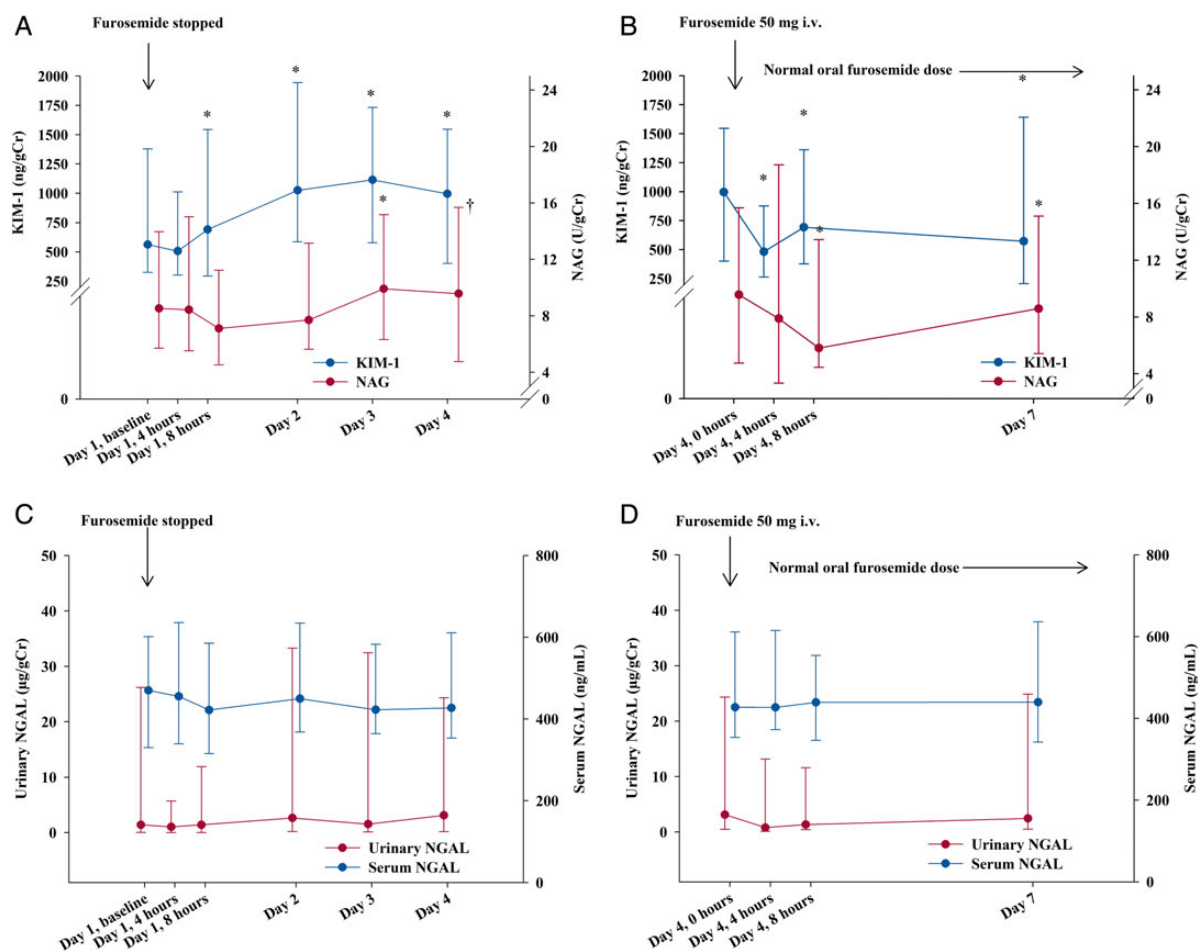 A
Furosemide stopped
2000
1750
1500
1250
1000
750
500
250
0
KIM-1
(ng/gCr)
*
*
*
*
*
†
24
20
16
12
8
4
0
NAG (U/gCr)
KIM-1
NAG
Day 1, baseline
Day 1, 4 hours
Day 1, 8 hours
Day 2
Day 3
Day 4
B
Furosemide 50 mg i.v.
Normal oral furosemide dose
2000
1750
1500
1250
1000
750
500
250
0
KIM-1
(ng/gCr)
*
*
*
*
*
24
20
16
12
8
4
0
NAG (U/gCr)
KIM-1
NAG
Day 4, 0 hours
Day 4, 4 hours
Day 4, 8 hours
Day 7
C
Furosemide stopped
50
40
30
20
10
0
Urinary NGAL (µg/gCr)
800
600
400
200
0
Serum NGAL (ng/mL)
Urinary NGAL
Serum NGAL
Day 1, baseline
Day 1, 4 hours
Day 1, 8 hours
Day 2
Day 3
Day 4
D
Furosemide 50 mg i.v.
Normal oral furosemide dose
50
40
30
20
10
0
Urinary NGAL (µg/gCr)
800
600
400
200
0
Serum NGAL (ng/mL)
Urinary NGAL
Serum NGAL
Day 4, 0 hours
Day 4, 4 hours
Day 4, 8 hours
Day 7